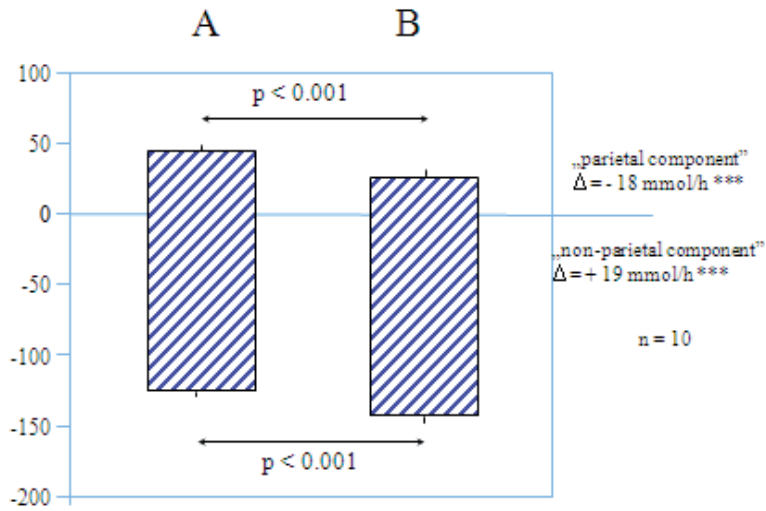 A
B
100
50
0
-50
-100
-150
-200
p < 0.001
p < 0.001
„parietal component”
Δ = - 18 mmol/h ***
„non-parietal component”
Δ = + 19 mmol/h ***
n = 10